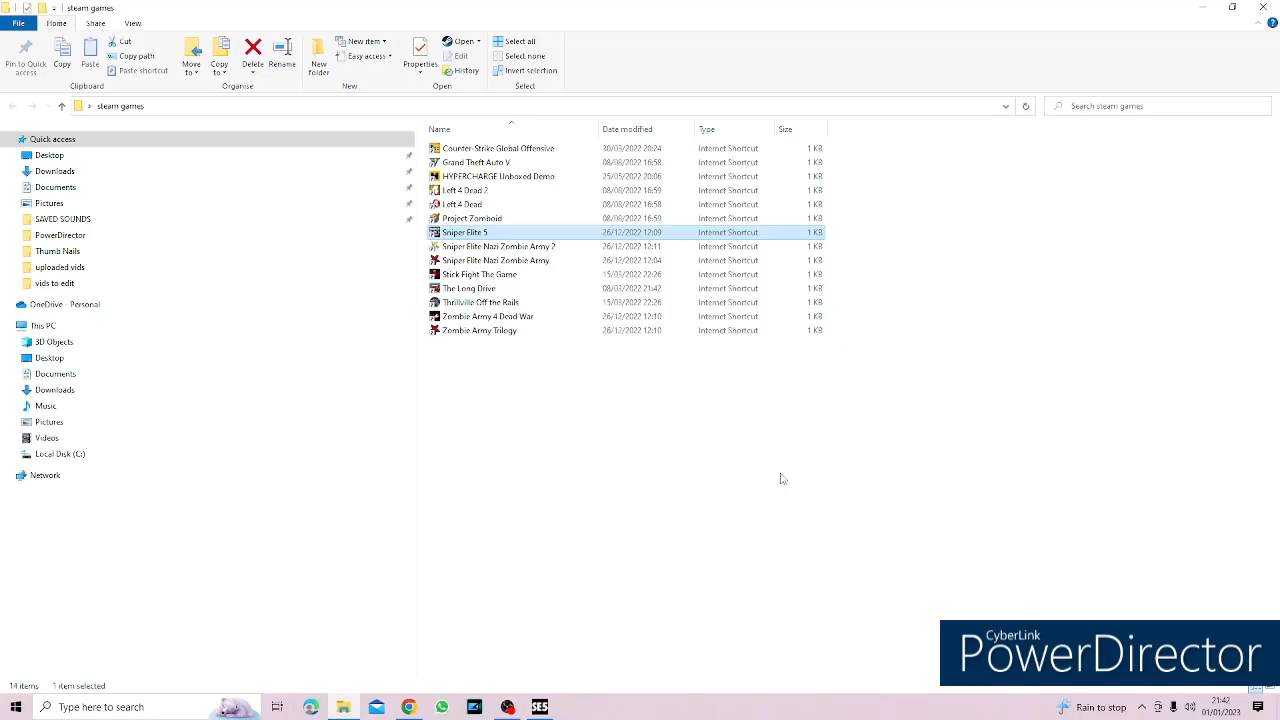 steam games
File Home Share View
Pin to Quick access
Copy
Paste
Cut
Copy path
Paste shortcut
Clipboard
Move to
Copy to
Delete
Rename
Organise
New folder
New item
Easy access
New
Properties
Open
Edit
History
Open
Select all
Select none
Invert selection
Select
steam games
Search steam games
Name Date modified Type Size
Quick access
Desktop
Downloads
Documents
Pictures
SAVED SOUNDS
PowerDirector
Thumb Nails
uploaded vids
vids to edit
OneDrive - Personal
This PC
3D Objects
Desktop
Documents
Downloads
Music
Pictures
Videos
Local Disk (C:)
Network
Counter-Strike Global Offensive 30/03/2022 20:24 Internet Shortcut 1 KB
Grand Theft Auto V 08/08/2022 16:58 Internet Shortcut 1 KB
HYPERCHARGE Unboxed Demo 25/05/2022 20:06 Internet Shortcut 1 KB
Left 4 Dead 2 08/08/2022 16:59 Internet Shortcut 1 KB
Left 4 Dead 08/08/2022 16:58 Internet Shortcut 1 KB
Project Zomboid 08/08/2022 16:59 Internet Shortcut 1 KB
Sniper Elite 5 26/12/2022 12:09 Internet Shortcut 1 KB
Sniper Elite Nazi Zombie Army 2 26/12/2022 12:11 Internet Shortcut 1 KB
Sniper Elite Nazi Zombie Army 26/12/2022 12:04 Internet Shortcut 1 KB
Stick Fight The Game 15/03/2022 22:26 Internet Shortcut 1 KB
The Long Drive 08/03/2022 21:42 Internet Shortcut 1 KB
Thrillville Off the Rails 15/03/2022 22:26 Internet Shortcut 1 KB
Zombie Army 4 Dead War 26/12/2022 12:10 Internet Shortcut 1 KB
Zombie Army Trilogy 26/12/2022 12:10 Internet Shortcut 1 KB
CyberLink
PowerDirector
14 items 1 item selected
Type here to search
SE5
Rain to stop
21:42
01/01/2023